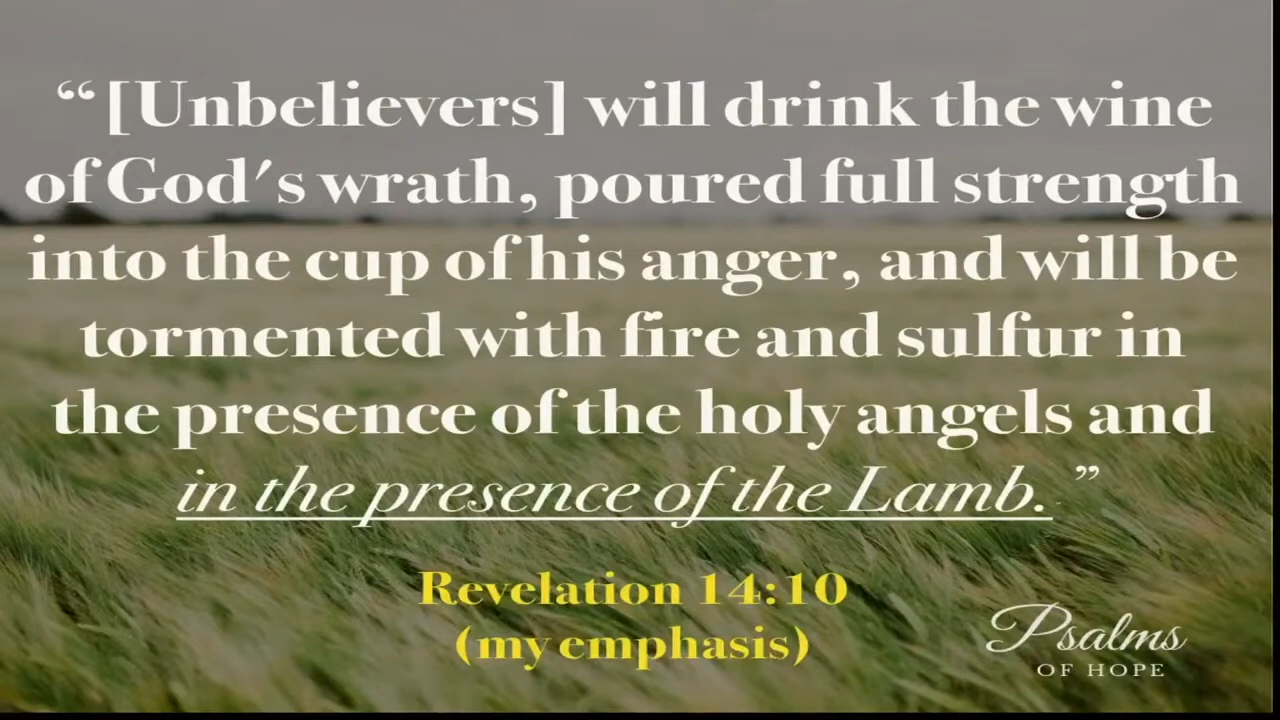 “[Unbelievers] will drink the wine
of God's wrath, poured full strength
into the cup of his anger, and will be
tormented with fire and sulfur in
the presence of the holy angels and
in the presence of the Lamb.”
Revelation 14:10
(my emphasis)
Psalms
OF HOPE